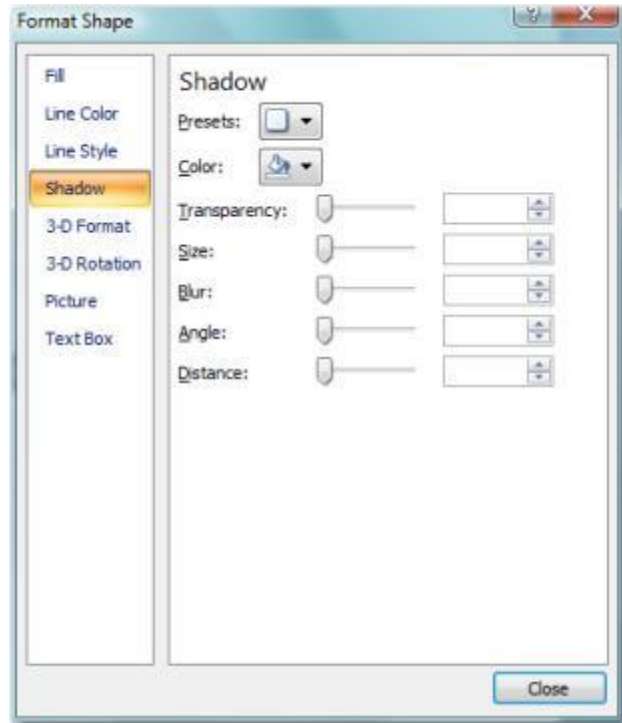 Format Shape
Fill
Line Color
Line Style
Shadow
3-D Format
3-D Rotation
Picture
Text Box
Shadow
Presets:
Color:
Transparency:
Size:
Blur:
Angle:
Distance:
Close